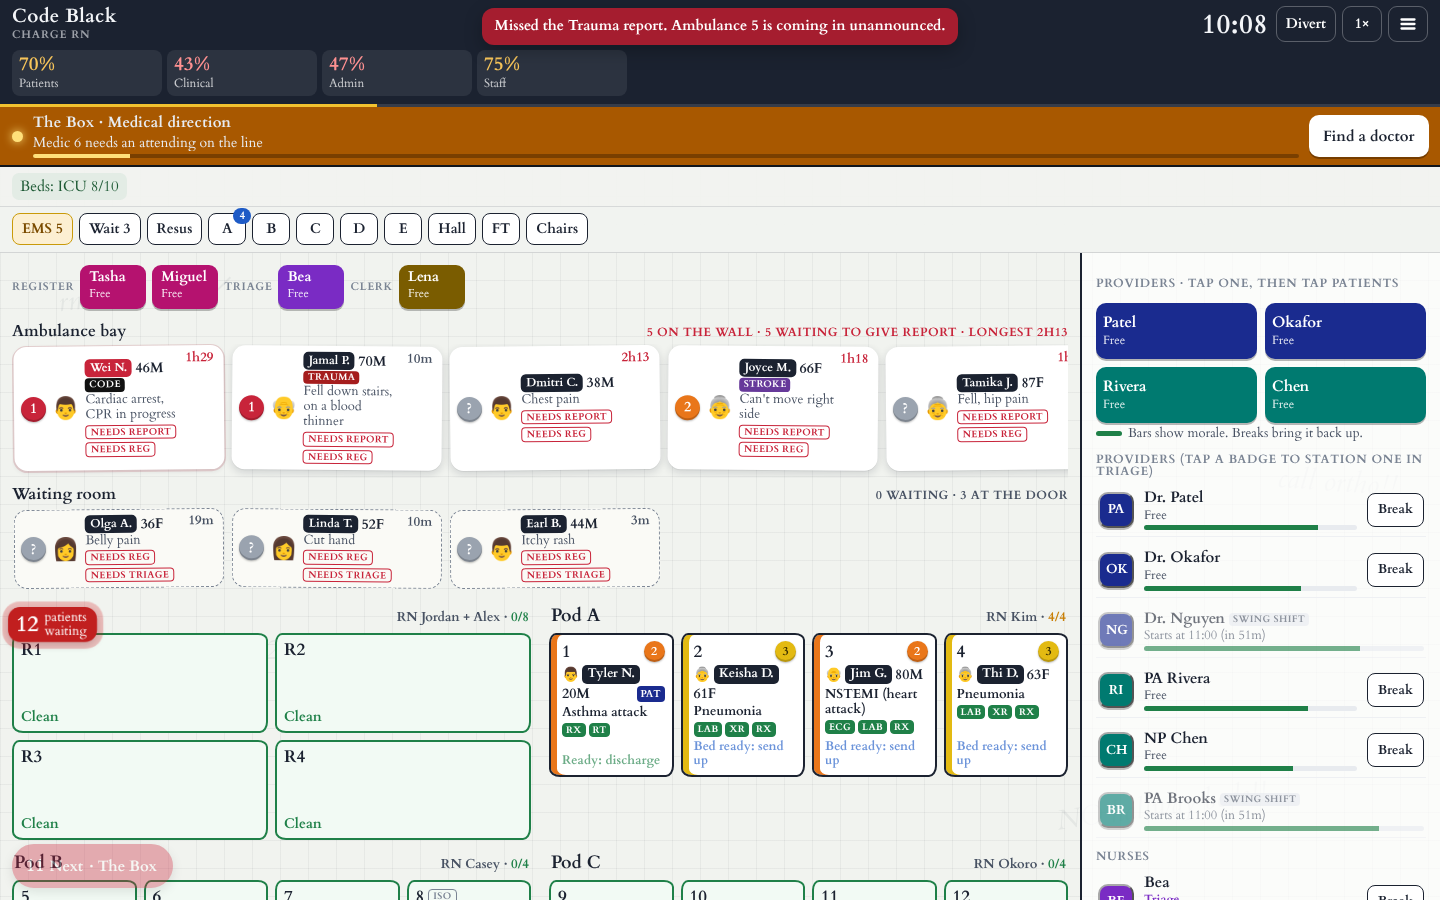 Code Black
CHARGE RN
Missed the Trauma report. Ambulance 5 is coming in unannounced.
10:08
Divert
1×
70%
Patients
43%
Clinical
47%
Admin
75%
Staff
The Box · Medical direction
Medic 6 needs an attending on the line
Find a doctor
Beds: ICU 8/10
EMS 5
Wait 3
Resus
A
4
B
C
D
E
Hall
FT
Chairs
REGISTER
Tasha
Free
Miguel
Free
TRIAGE
Bea
Free
CLERK
Lena
Free
Ambulance bay
5 ON THE WALL · 5 WAITING TO GIVE REPORT · LONGEST 2H13
1
Wei N. 46M
1h29
CODE
Cardiac arrest,
CPR in progress
NEEDS REPORT
NEEDS REG
1
Jamal P. 70M
10m
TRAUMA
Fell down stairs,
on a blood
thinner
NEEDS REPORT
NEEDS REG
?
2h13
Dmitri C. 38M
Chest pain
NEEDS REPORT
NEEDS REG
2
1h18
Joyce M. 66F
STROKE
Can't move right
side
NEEDS REPORT
NEEDS REG
?
Tamika J. 87F
Fell, hip pain
NEEDS REPORT
NEEDS REG
Waiting room
0 WAITING · 3 AT THE DOOR
?
Olga A. 36F
19m
Belly pain
NEEDS REG
NEEDS TRIAGE
?
Linda T. 52F
10m
Cut hand
NEEDS REG
NEEDS TRIAGE
?
Earl B. 44M
3m
Itchy rash
NEEDS REG
NEEDS TRIAGE
12 patients
waiting
RN Jordan + Alex · 0/8
R1
Clean
R2
Clean
R3
Clean
R4
Clean
Pod A
RN Kim · 4/4
1
2
Tyler N.
20M
PAT
Asthma attack
RX RT
Ready: discharge
2
3
Keisha D.
61F
Pneumonia
LAB XR RX
Bed ready: send
up
3
2
Jim G. 80M
NSTEMI (heart
attack)
ECG LAB RX
Bed ready: send
up
4
3
Thi D. 63F
Pneumonia
LAB XR RX
Bed ready: send
up
Pod B
Next · The Box
RN Casey · 0/4
5
6
7
8 ISO
Pod C
RN Okoro · 0/4
9
10
11
12
PROVIDERS · TAP ONE, THEN TAP PATIENTS
Patel
Free
Okafor
Free
Rivera
Free
Chen
Free
Bars show morale. Breaks bring it back up.
PROVIDERS (TAP A BADGE TO STATION ONE IN
TRIAGE)
PA
Dr. Patel
Free
Break
OK
Dr. Okafor
Free
Break
NG
Dr. Nguyen SWING SHIFT
Starts at 11:00 (in 51m)
RI
PA Rivera
Free
Break
CH
NP Chen
Free
Break
BR
PA Brooks SWING SHIFT
Starts at 11:00 (in 51m)
NURSES
BE
Bea
Triage
Break